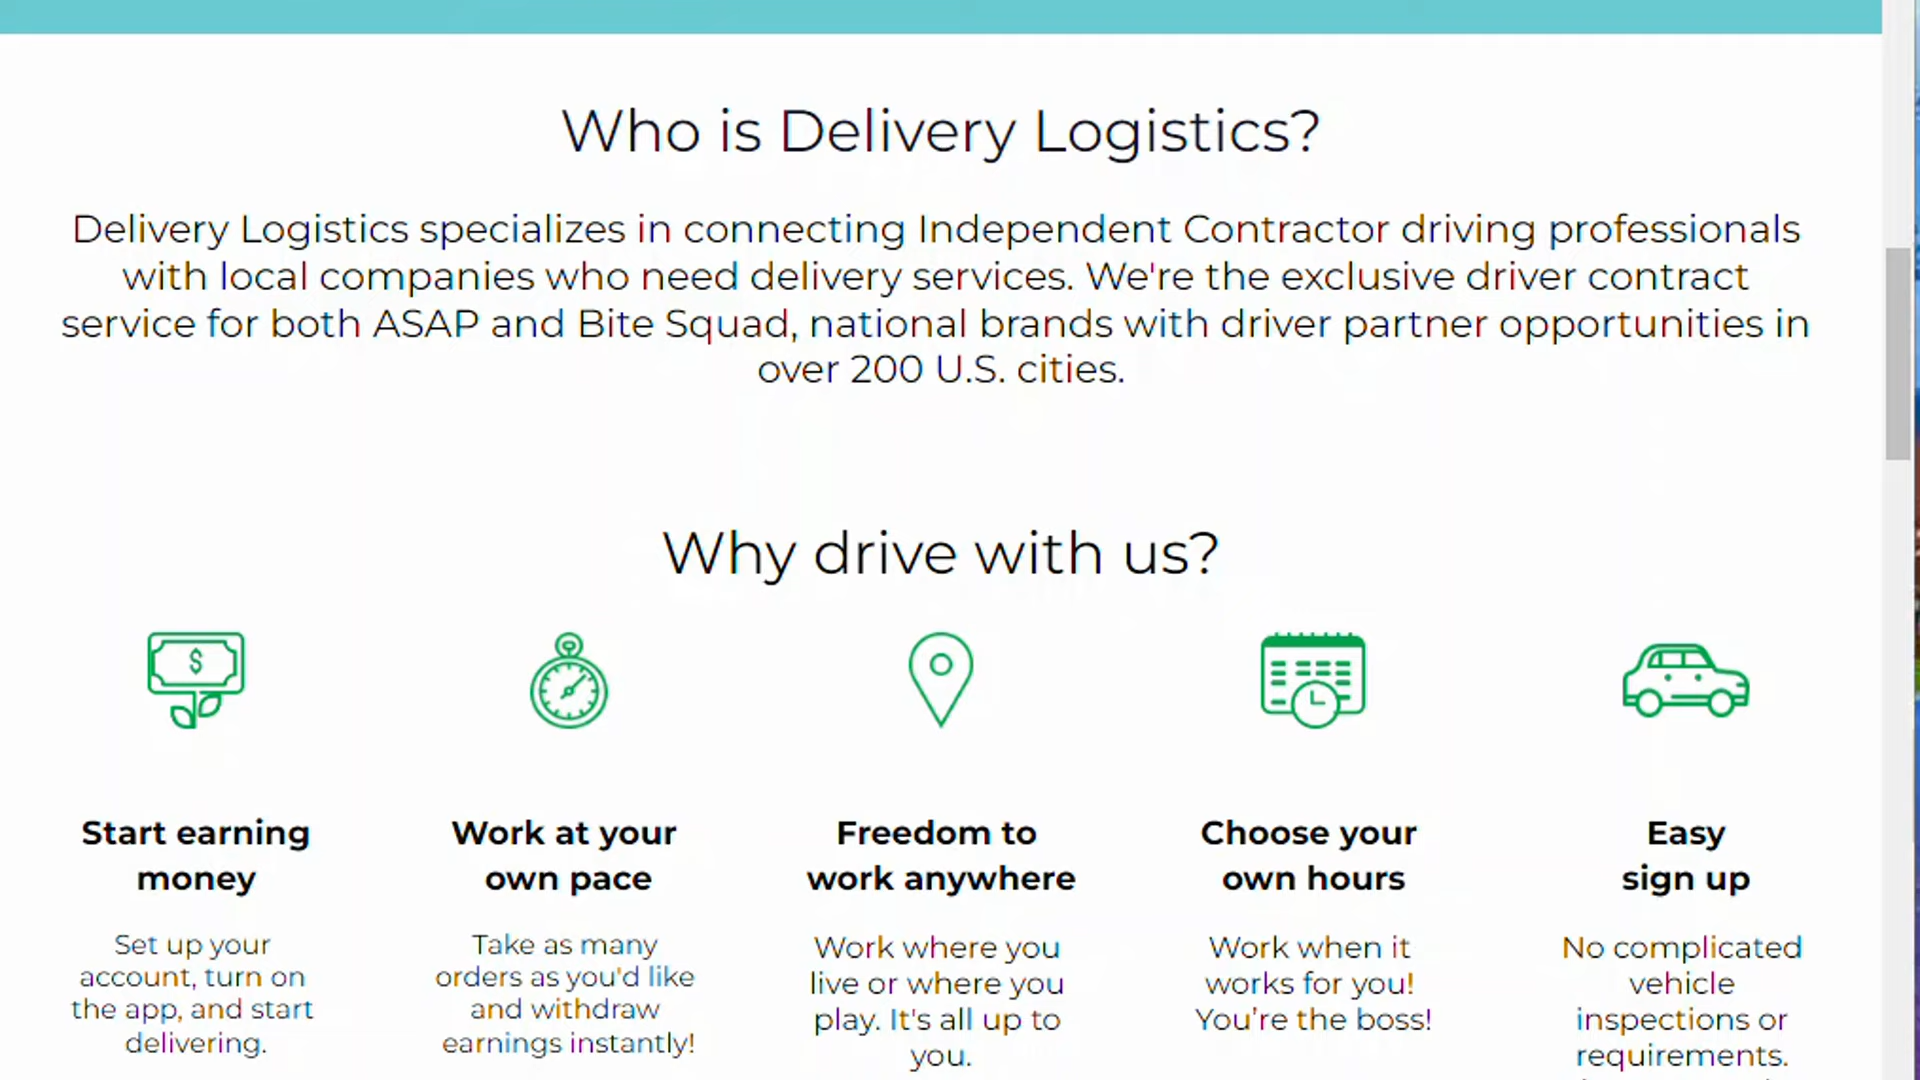 Who is Delivery Logistics?
Delivery Logistics specializes in connecting Independent Contractor driving professionals
with local companies who need delivery services. We're the exclusive driver contract
service for both ASAP and Bite Squad, national brands with driver partner opportunities in
over 200 U.S. cities.
Why drive with us?
$
Start earning
money
Set up your
account, turn on
the app, and start
delivering.
Work at your
own pace
Take as many
orders as you'd like
and withdraw
earnings instantly!
Freedom to
work anywhere
Work where you
live or where you
play. It's all up to
you.
Choose your
own hours
Work when it
works for you!
You're the boss!
Easy
sign up
No complicated
vehicle
inspections or
requirements.